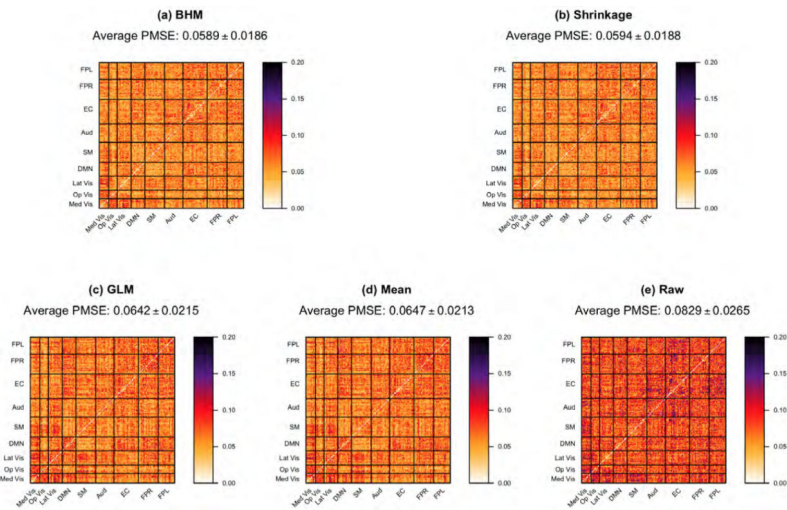 (a) BHM
Average PMSE: 0.0589 ± 0.0186
FPL
FPR
EC
Aud
SM
DMN
Lat Vis
Op Vis
Med Vis
Med Vis
Op Vis
Lat Vis
DMN
SM
Aud
EC
FPR
FPL
0.20
0.15
0.10
0.05
0.00
(b) Shrinkage
Average PMSE: 0.0594 ± 0.0188
FPL
FPR
EC
Aud
SM
DMN
Lat Vis
Op Vis
Med Vis
Med Vis
Op Vis
Lat Vis
DMN
SM
Aud
EC
FPR
FPL
0.20
0.15
0.10
0.05
0.00
(c) GLM
Average PMSE: 0.0642 ± 0.0215
FPL
FPR
EC
Aud
SM
DMN
Lat Vis
Op Vis
Med Vis
Med Vis
Op Vis
Lat Vis
DMN
SM
Aud
EC
FPR
FPL
0.20
0.15
0.10
0.05
0.00
(d) Mean
Average PMSE: 0.0647 ± 0.0213
FPL
FPR
EC
Aud
SM
DMN
Lat Vis
Op Vis
Med Vis
Med Vis
Op Vis
Lat Vis
DMN
SM
Aud
EC
FPR
FPL
0.20
0.15
0.10
0.05
0.00
(e) Raw
Average PMSE: 0.0829 ± 0.0265
FPL
FPR
EC
Aud
SM
DMN
Lat Vis
Op Vis
Med Vis
Med Vis
Op Vis
Lat Vis
DMN
SM
Aud
EC
FPR
FPL
0.20
0.15
0.10
0.05
0.00